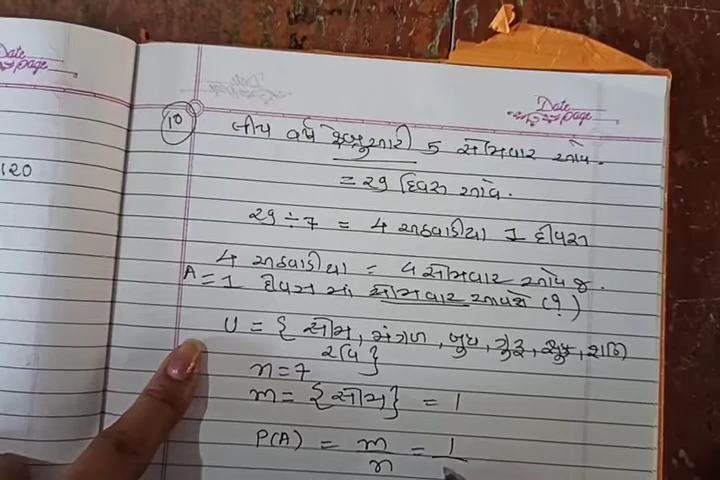 Date
Page
Date
Page
120
10 લીપ વર્ષ ફેબ્રુઆરી 5 સોમવાર આવે.
= 29 દિવસ આવે.
29 ÷ 7 = 4 અઠવાડીયા 1 દીવસ
4 અઠવાડીયા = 4 સોમવાર આવે જ.
A = 1 દિવસ માં સોમવાર આવશે (?)
U = { સોમ, મંગળ, બુધ, ગુરૂ, શુક્ર, શનિ
રવિ }
n = 7
m = {સોમ} = 1
P(A) = m/n = 1/